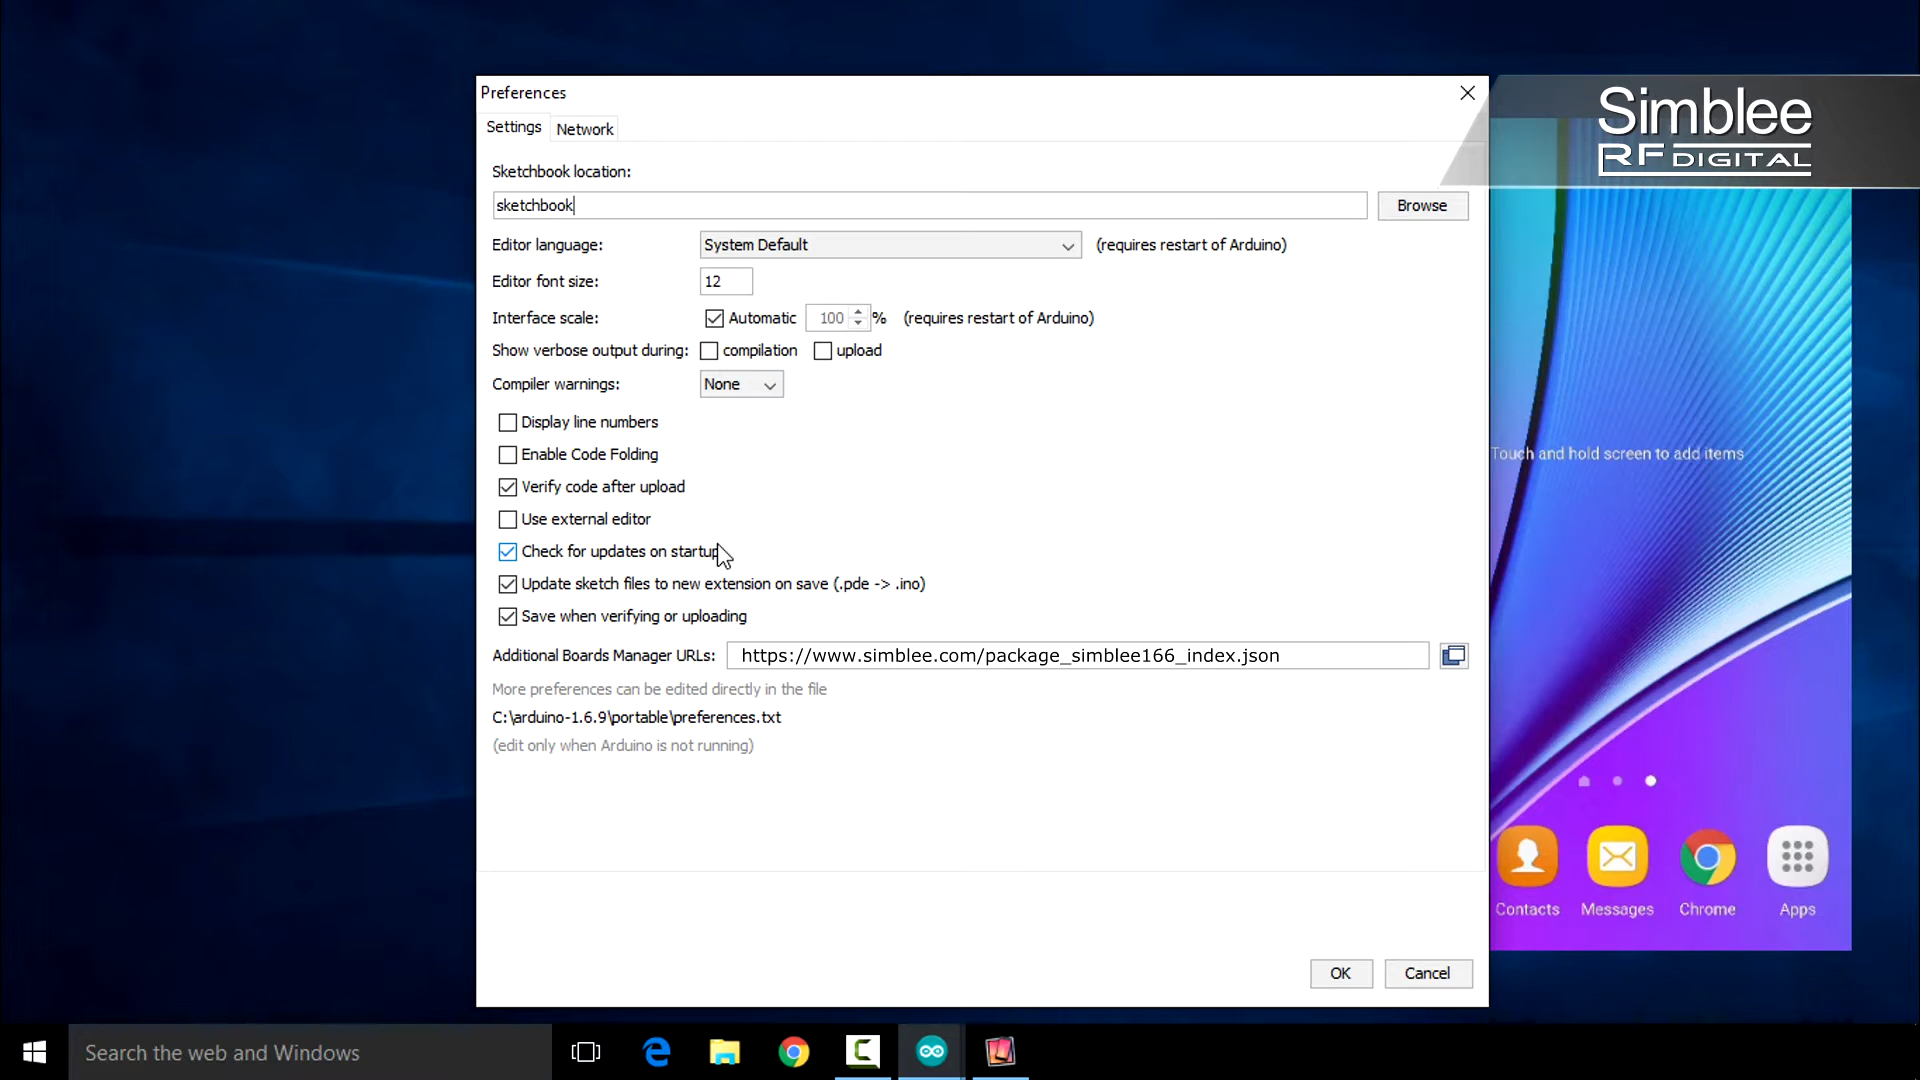 Preferences
Settings
Network
Simblee
RF DIGITAL
Sketchbook location:
sketchbook
Browse
Editor language:
System Default
(requires restart of Arduino)
Editor font size:
12
Interface scale:
Automatic
100
%
(requires restart of Arduino)
Show verbose output during:
compilation
upload
Compiler warnings:
None
Display line numbers
Enable Code Folding
Touch and hold screen to add items
Verify code after upload
Use external editor
Check for updates on startup
Update sketch files to new extension on save (.pde -> .ino)
Save when verifying or uploading
Additional Boards Manager URLs:
https://www.simblee.com/package_simblee166_index.json
More preferences can be edited directly in the file
C:\arduino-1.6.9\portable\preferences.txt
(edit only when Arduino is not running)
Contacts
Messages
Chrome
Apps
OK
Cancel
Search the web and Windows